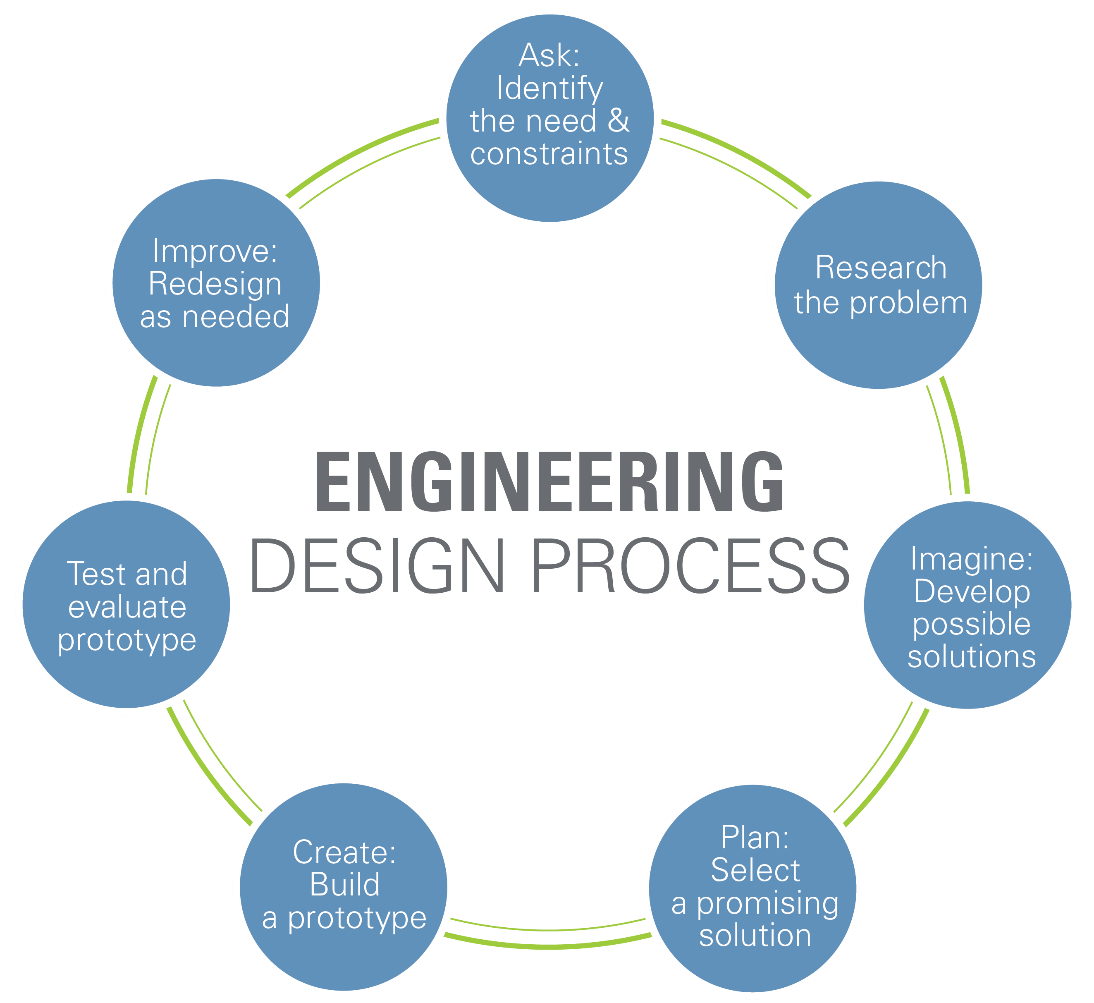 Ask:
Identify
the need &
constraints
Research
the problem
Imagine:
Develop
possible
solutions
Plan:
Select
a promising
solution
Create:
Build
a prototype
Test and
evaluate
prototype
Improve:
Redesign
as needed
ENGINEERING
DESIGN PROCESS